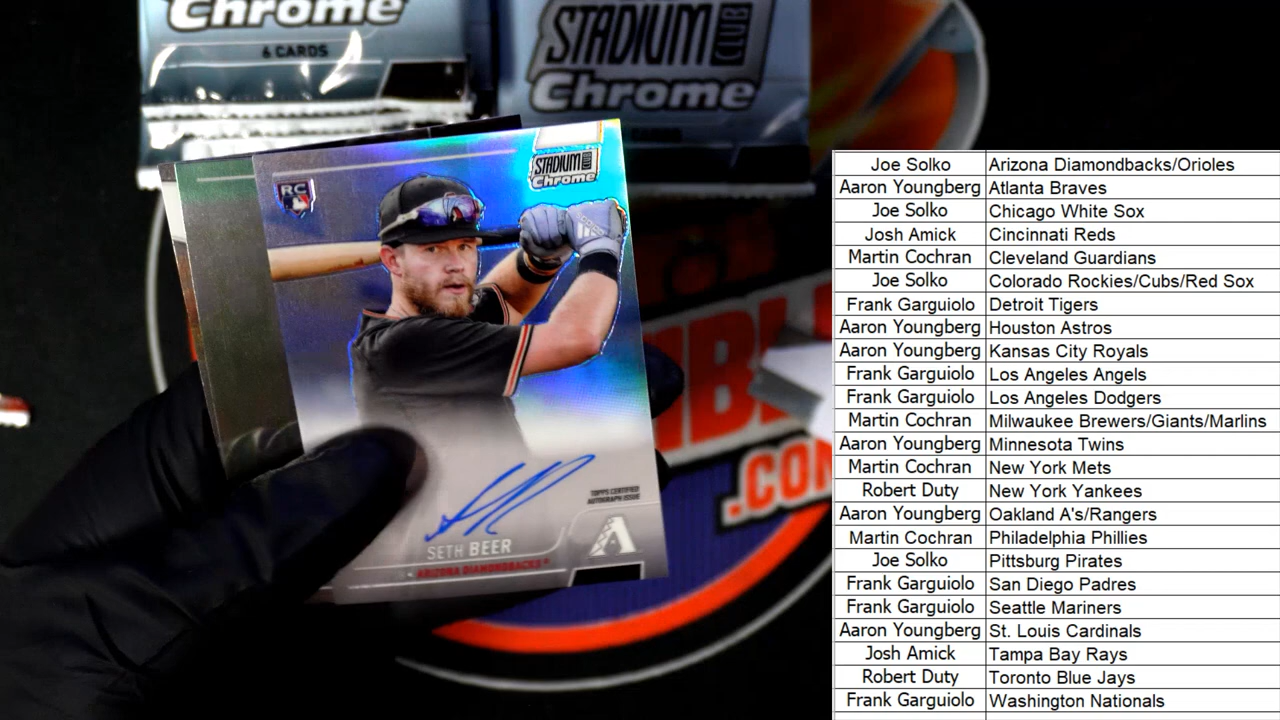 Chrome
6 CARDS
STADIUM CLUB
Chrome
STADIUM CLUB
Chrome
RC
TOPPS CERTIFIED
AUTOGRAPH ISSUE
SETH BEER
ARIZONA DIAMONDBACKS
.COM
Joe Solko Arizona Diamondbacks/Orioles
Aaron Youngberg Atlanta Braves
Joe Solko Chicago White Sox
Josh Amick Cincinnati Reds
Martin Cochran Cleveland Guardians
Joe Solko Colorado Rockies/Cubs/Red Sox
Frank Garguiolo Detroit Tigers
Aaron Youngberg Houston Astros
Aaron Youngberg Kansas City Royals
Frank Garguiolo Los Angeles Angels
Frank Garguiolo Los Angeles Dodgers
Martin Cochran Milwaukee Brewers/Giants/Marlins
Aaron Youngberg Minnesota Twins
Martin Cochran New York Mets
Robert Duty New York Yankees
Aaron Youngberg Oakland A's/Rangers
Martin Cochran Philadelphia Phillies
Joe Solko Pittsburg Pirates
Frank Garguiolo San Diego Padres
Frank Garguiolo Seattle Mariners
Aaron Youngberg St. Louis Cardinals
Josh Amick Tampa Bay Rays
Robert Duty Toronto Blue Jays
Frank Garguiolo Washington Nationals